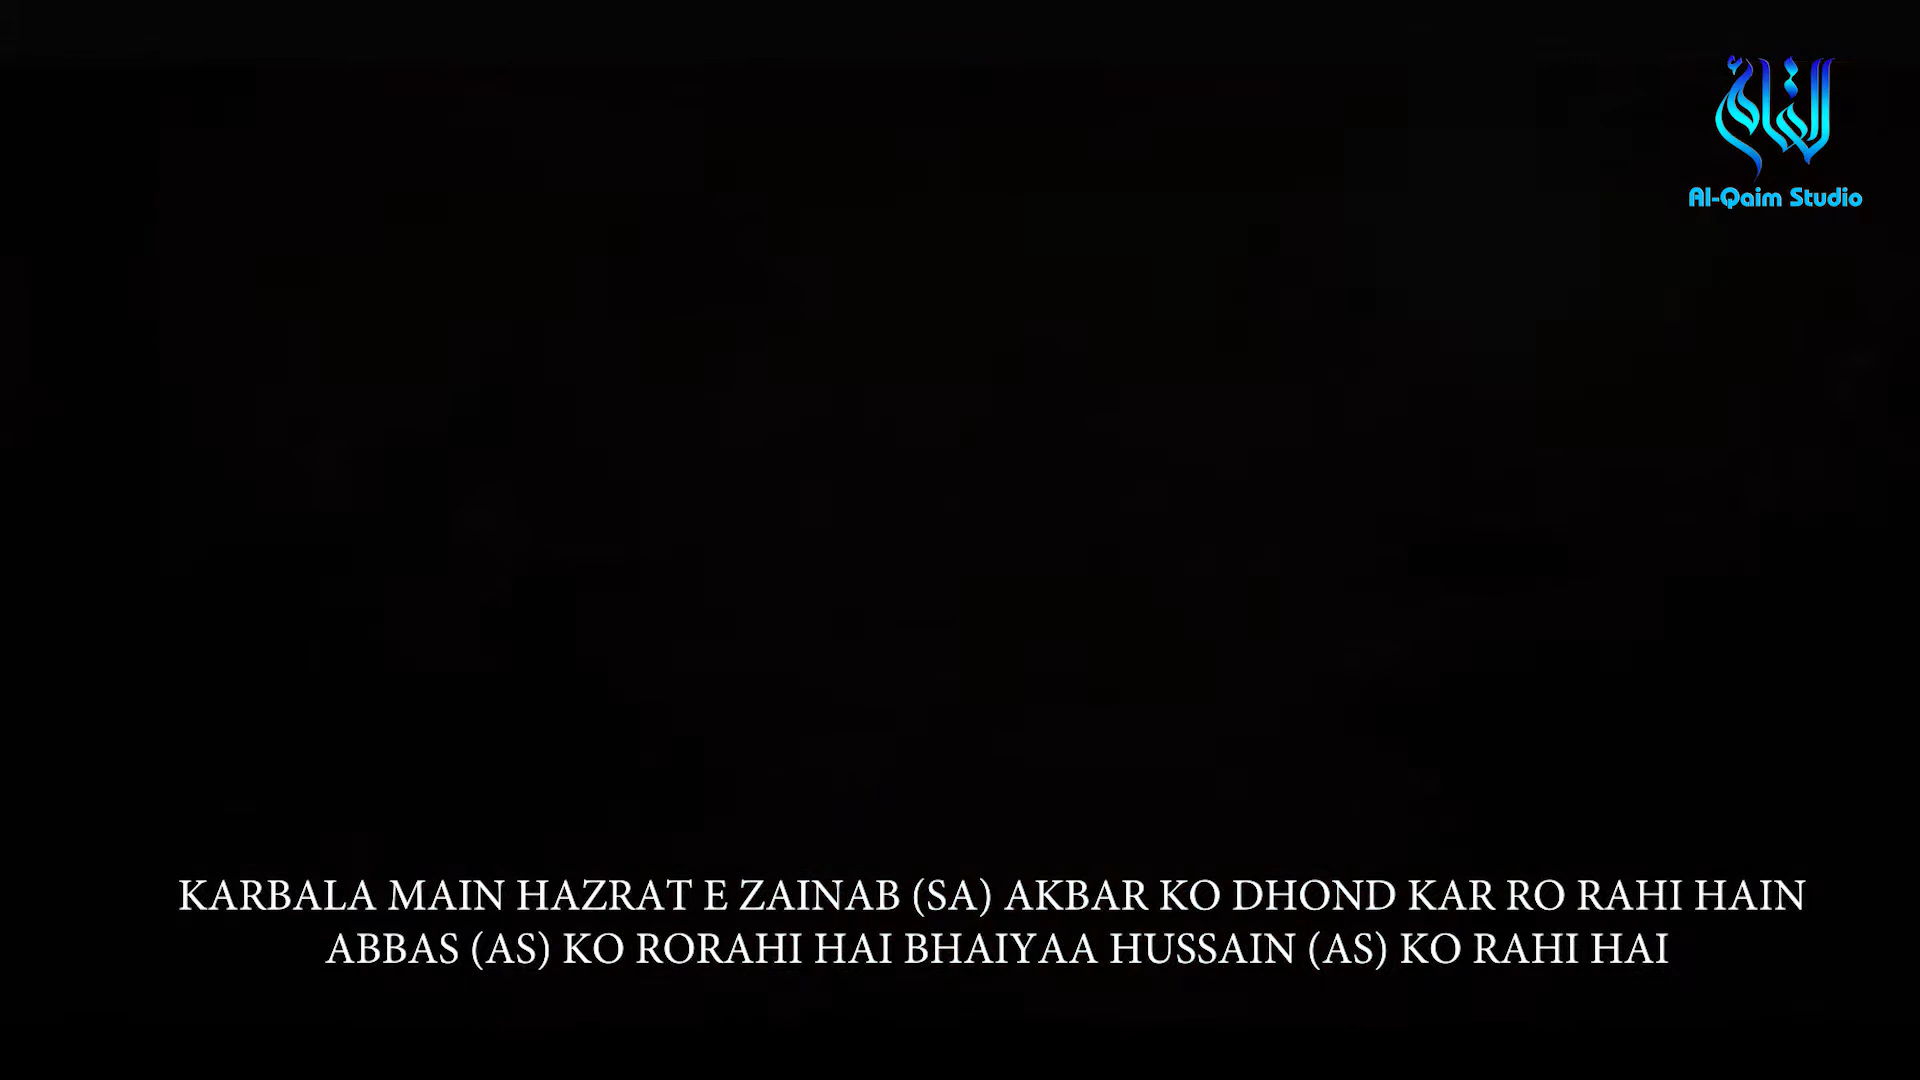 القائم
Al-Qaim Studio
KARBALA MAIN HAZRAT E ZAINAB (SA) AKBAR KO DHOND KAR RO RAHI HAIN
ABBAS (AS) KO RORAHI HAI BHAIYAA HUSSAIN (AS) KO RAHI HAI